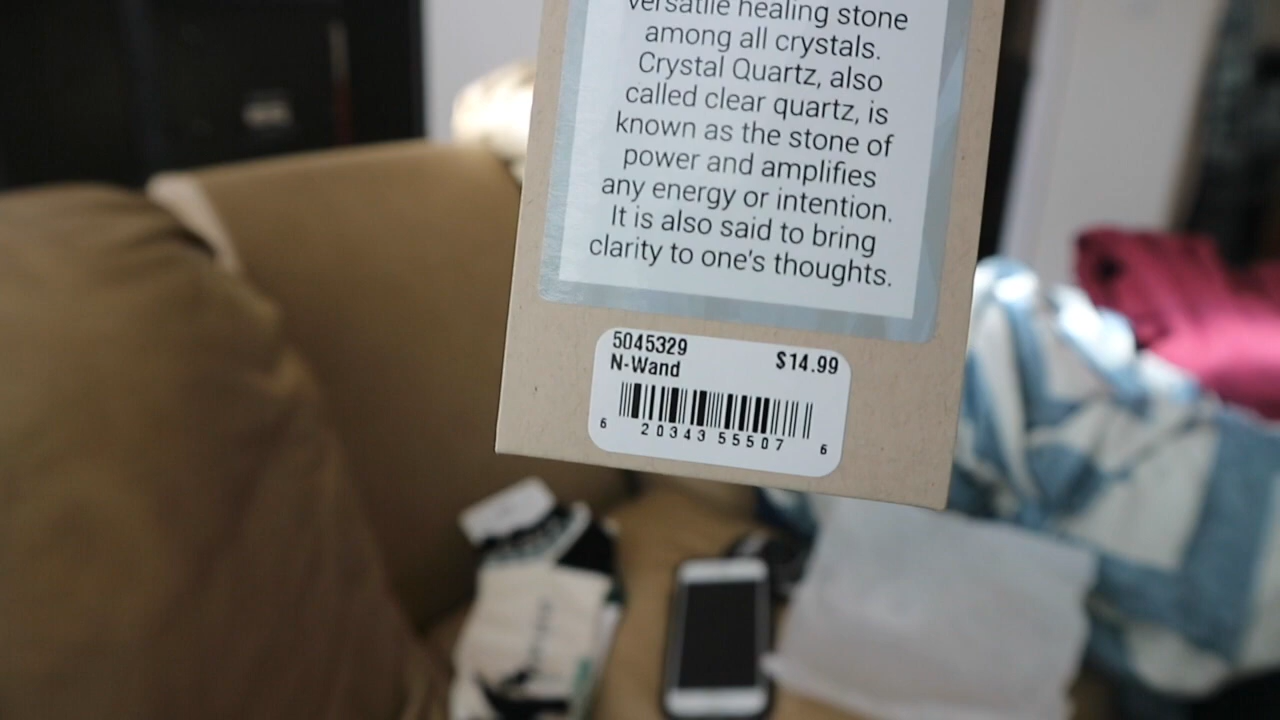 versatile healing stone
among all crystals.
Crystal Quartz, also
called clear quartz, is
known as the stone of
power and amplifies
any energy or intention.
It is also said to bring
clarity to one's thoughts.
5045329
N-Wand
$14.99
6 20343 55507 6